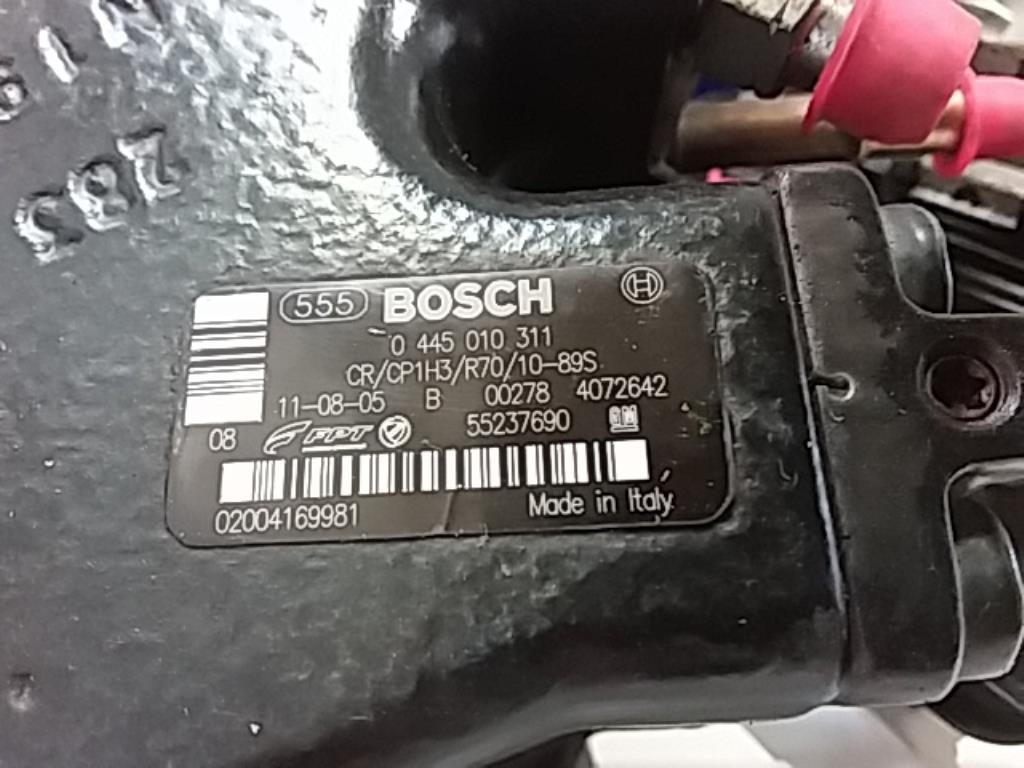 555 BOSCH H
0 445 010 311
CR/CP1H3/R70/10-89S
11-08-05 B 00278 4072642
08 FPT 55237690 GM
02004169981 Made in Italy